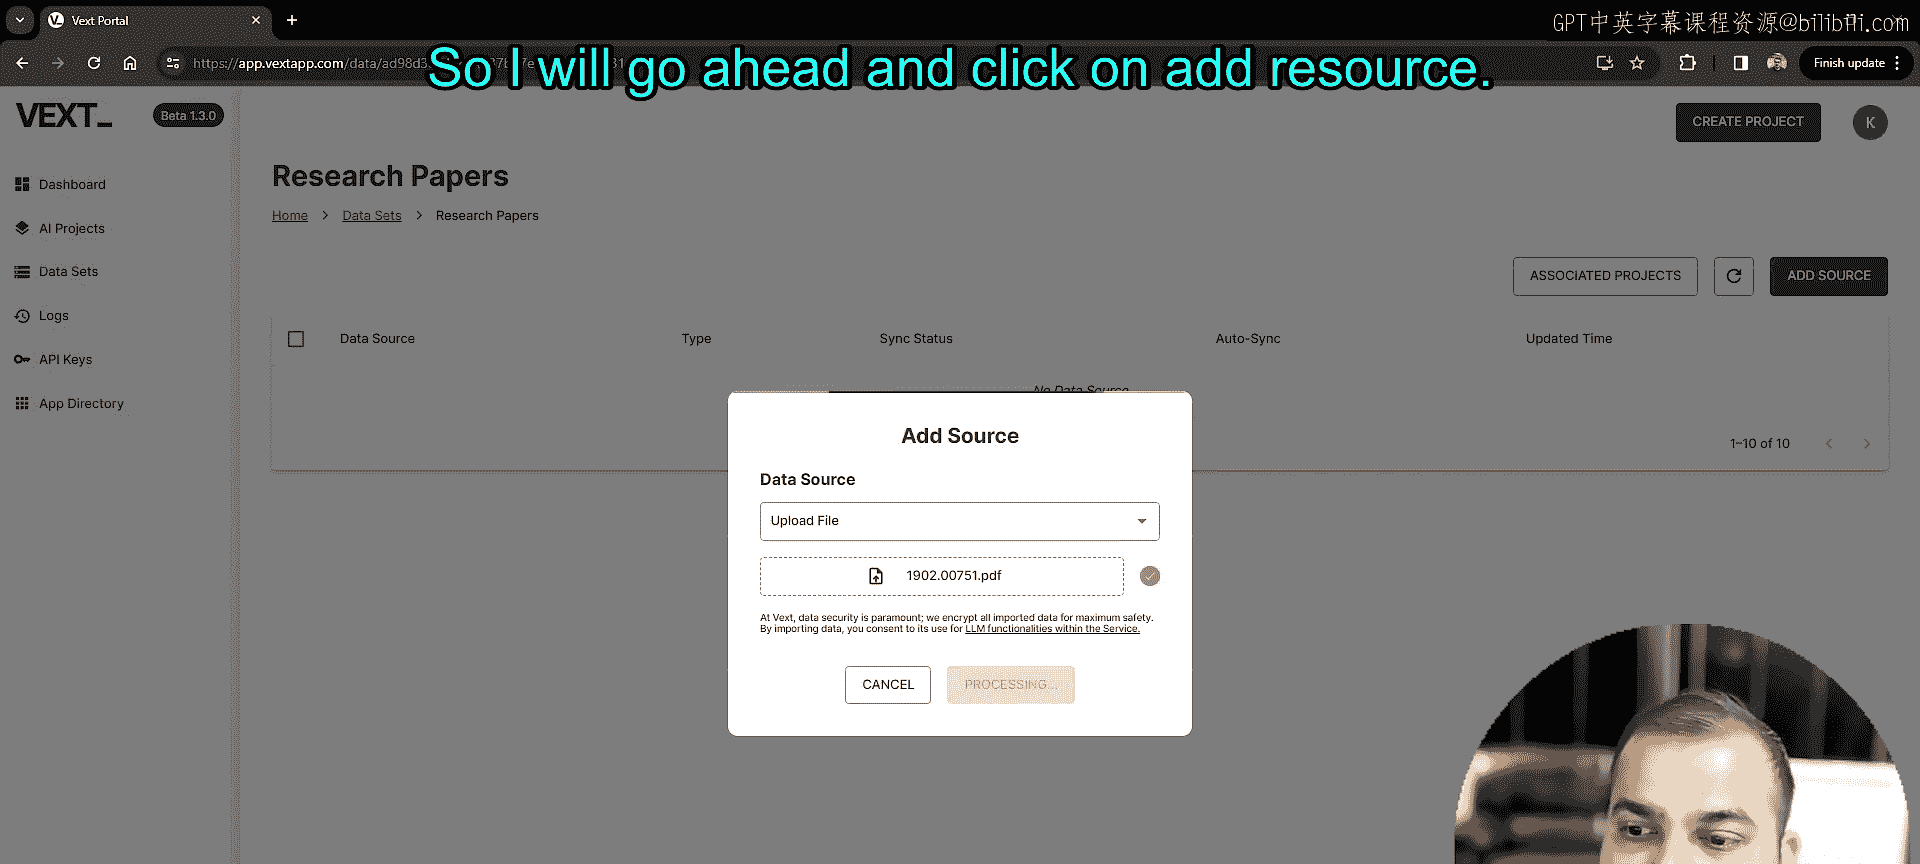 Vext Portal
GPT中英字幕课程资源@bilibili.com
https://app.vextapp.com/data/ad98d
Finish update
So I will go ahead and click on add resource.
VEXT_
Beta 1.3.0
CREATE PROJECT
K
Research Papers
Dashboard
Home > Data Sets > Research Papers
AI Projects
Data Sets
ASSOCIATED PROJECTS
ADD SOURCE
Logs
Data Source Type Sync Status Auto-Sync Updated Time
API Keys
No Data Source
App Directory
1–10 of 10
Add Source
Data Source
Upload File
1902.00751.pdf
At Vext, data security is paramount; we encrypt all imported data for maximum safety.
By importing data, you consent to its use for LLM functionalities within the Service.
CANCEL
PROCESSING...